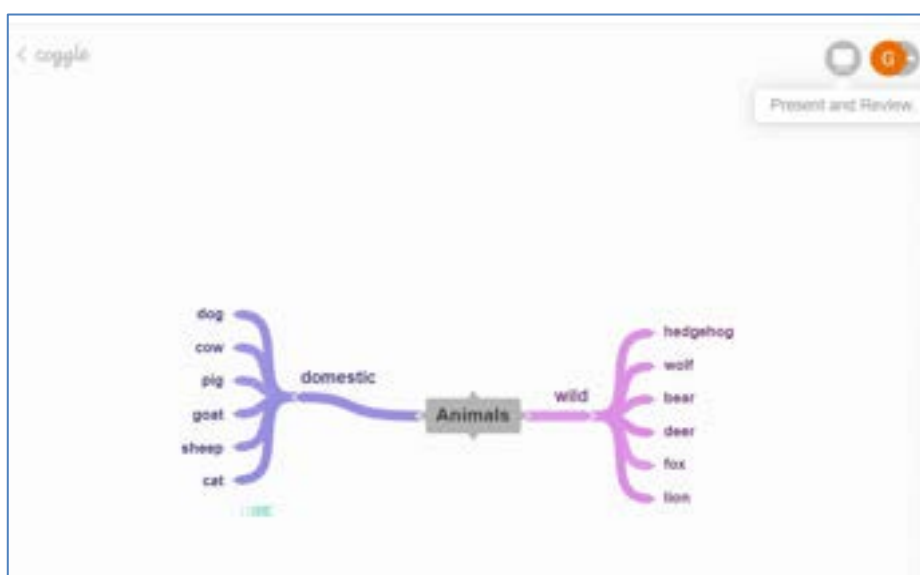 < coggle
G
Present and Review
dog
cow
pig
goat
sheep
cat
domestic
Animals
wild
hedgehog
wolf
bear
deer
fox
lion